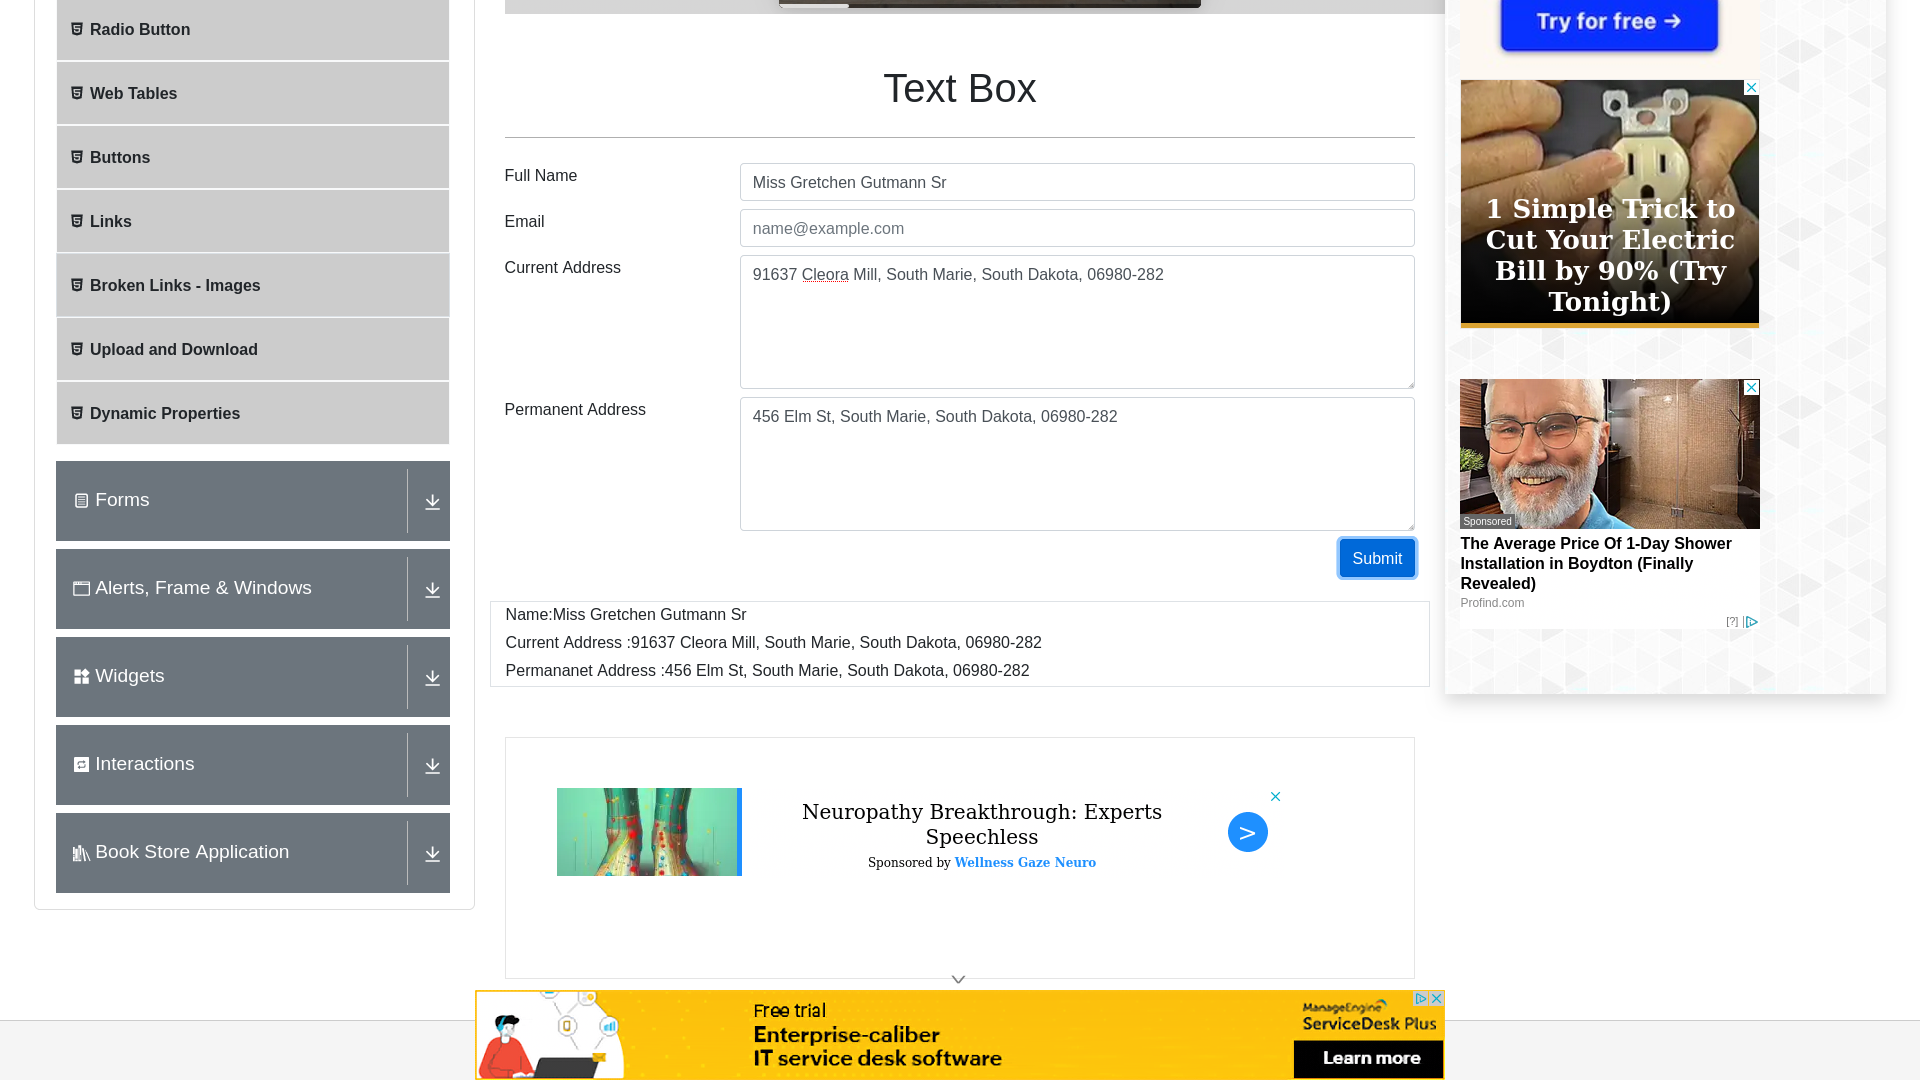 Radio Button
Web Tables
Buttons
Links
Broken Links - Images
Upload and Download
Dynamic Properties
Forms
Alerts, Frame & Windows
Widgets
Interactions
Book Store Application
Text Box
Full Name
Miss Gretchen Gutmann Sr
Email
name@example.com
Current Address
91637 Cleora Mill, South Marie, South Dakota, 06980-282
Permanent Address
456 Elm St, South Marie, South Dakota, 06980-282
Submit
Name:Miss Gretchen Gutmann Sr
Current Address :91637 Cleora Mill, South Marie, South Dakota, 06980-282
Permananet Address :456 Elm St, South Marie, South Dakota, 06980-282
Neuropathy Breakthrough: Experts
Speechless
Sponsored by Wellness Gaze Neuro
>
Free trial
Enterprise-caliber
IT service desk software
ManageEngine
ServiceDesk Plus
Learn more
Try for free →
1 Simple Trick to
Cut Your Electric
Bill by 90% (Try
Tonight)
Sponsored
The Average Price Of 1-Day Shower
Installation in Boydton (Finally
Revealed)
Profind.com
[?]